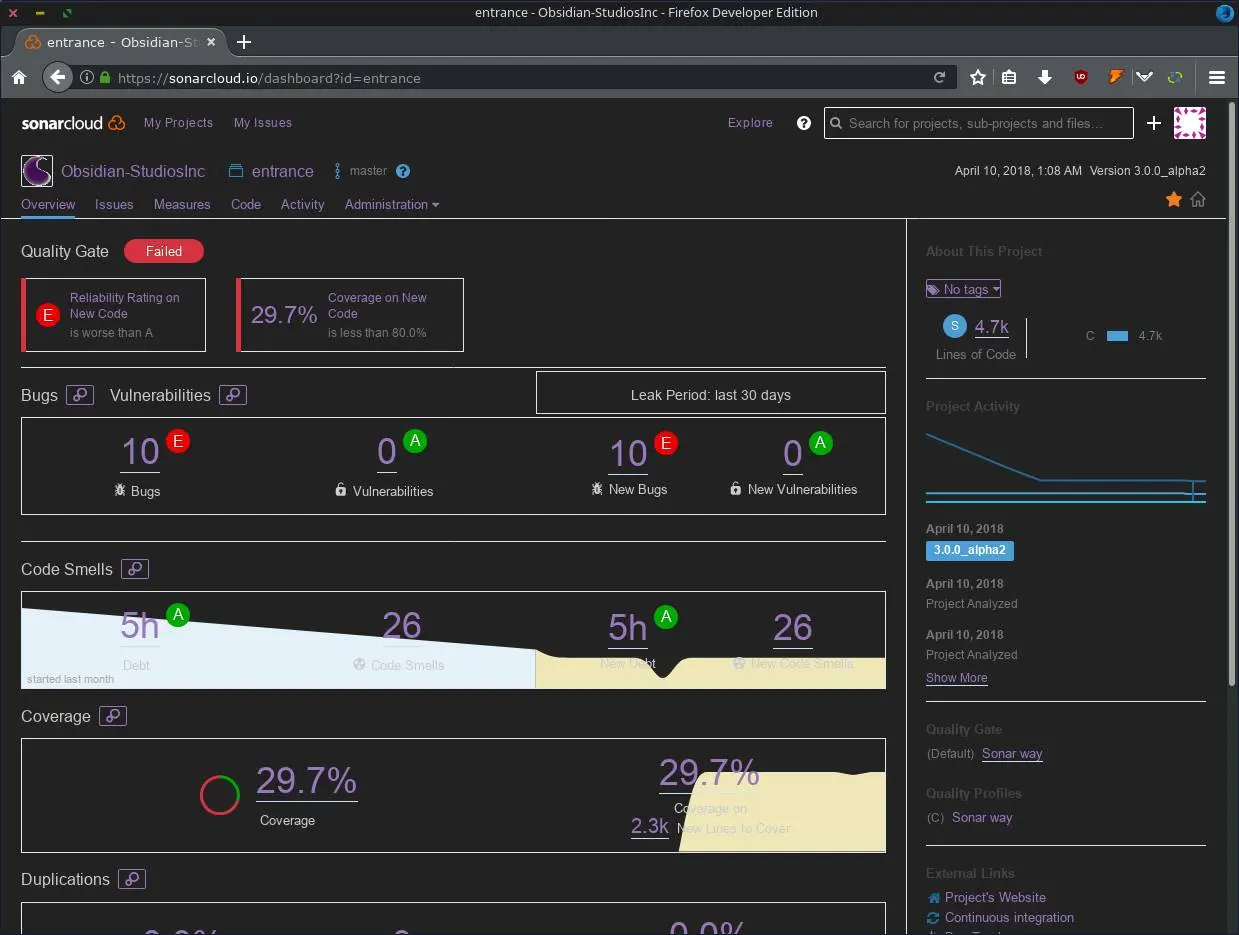 entrance - Obsidian-StudiosInc - Firefox Developer Edition
entrance - Obsidian-St
https://sonarcloud.io/dashboard?id=entrance
sonarcloud My Projects My Issues Explore Search for projects, sub-projects and files...
Obsidian-StudiosInc entrance master April 10, 2018, 1:08 AM Version 3.0.0_alpha2
Overview Issues Measures Code Activity Administration
Quality Gate Failed
E Reliability Rating on New Code
is worse than A
29.7% Coverage on New Code
is less than 80.0%
Bugs Vulnerabilities
Leak Period: last 30 days
10 E 0 A 10 E 0 A
Bugs Vulnerabilities New Bugs New Vulnerabilities
Code Smells
5h A 26 5h A 26
Debt Code Smells New Debt New Code Smells
started last month
Coverage
29.7% 29.7%
Coverage Coverage on
2.3k New Lines to Cover
Duplications
0.0%
About This Project
No tags
S 4.7k
Lines of Code
C 4.7k
Project Activity
April 10, 2018
3.0.0_alpha2
April 10, 2018
Project Analyzed
April 10, 2018
Project Analyzed
Show More
Quality Gate
(Default) Sonar way
Quality Profiles
(C) Sonar way
External Links
Project's Website
Continuous integration